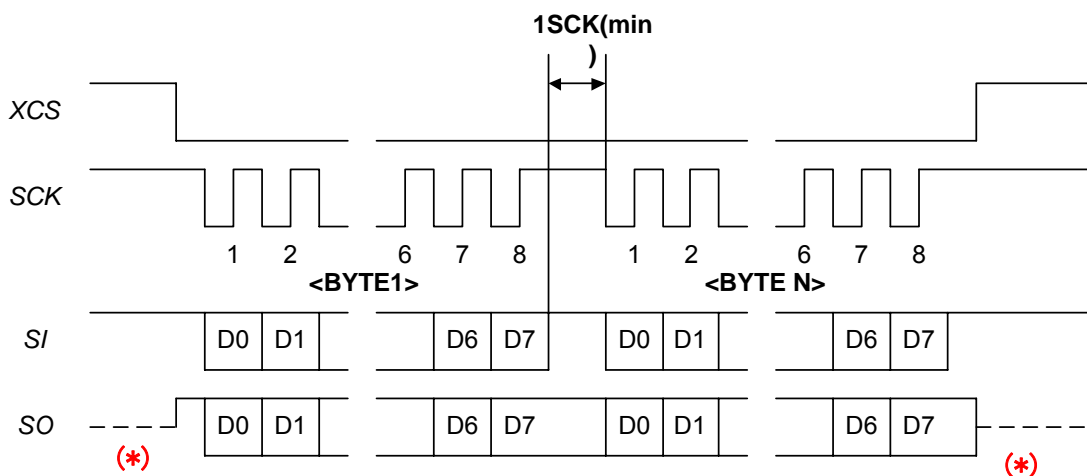 1SCK(min
)
XCS
SCK
1 2 6 7 8 1 2 6 7 8
<BYTE1> <BYTE N>
SI D0 D1 D6 D7 D0 D1 D6 D7
SO D0 D1 D6 D7 D0 D1 D6 D7
(*) (*)